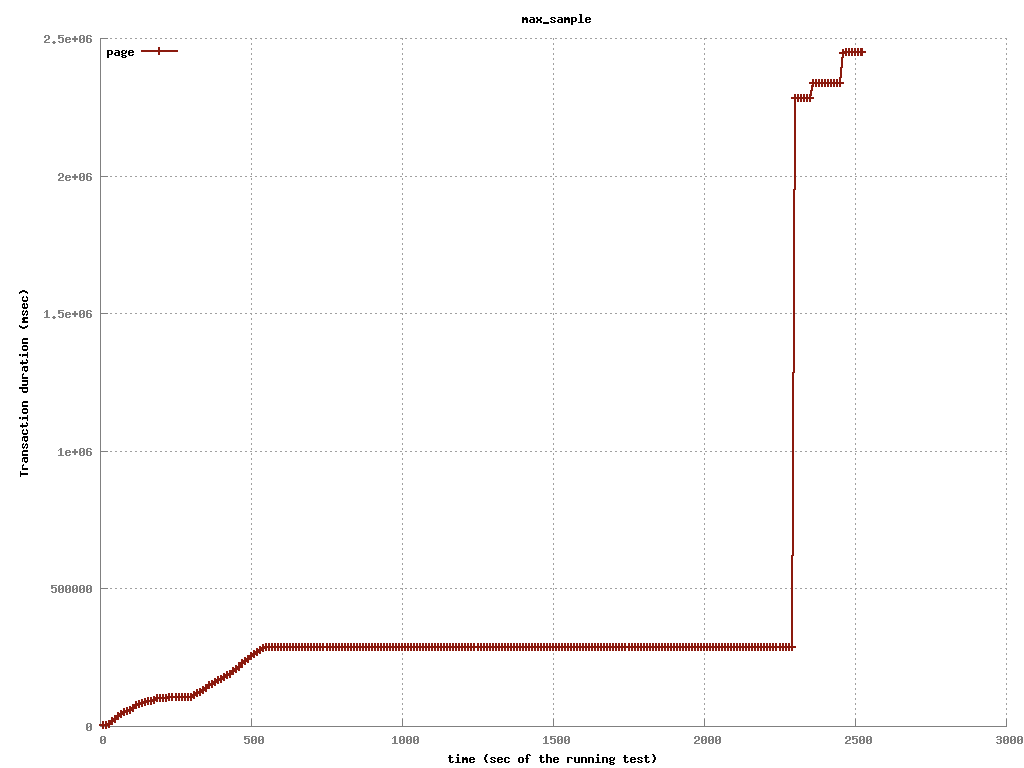 max_sample
2.5e+06
page
2e+06
1.5e+06
Transaction duration (msec)
1e+06
500000
0
0 500 1000 1500 2000 2500 3000
time (sec of the running test)